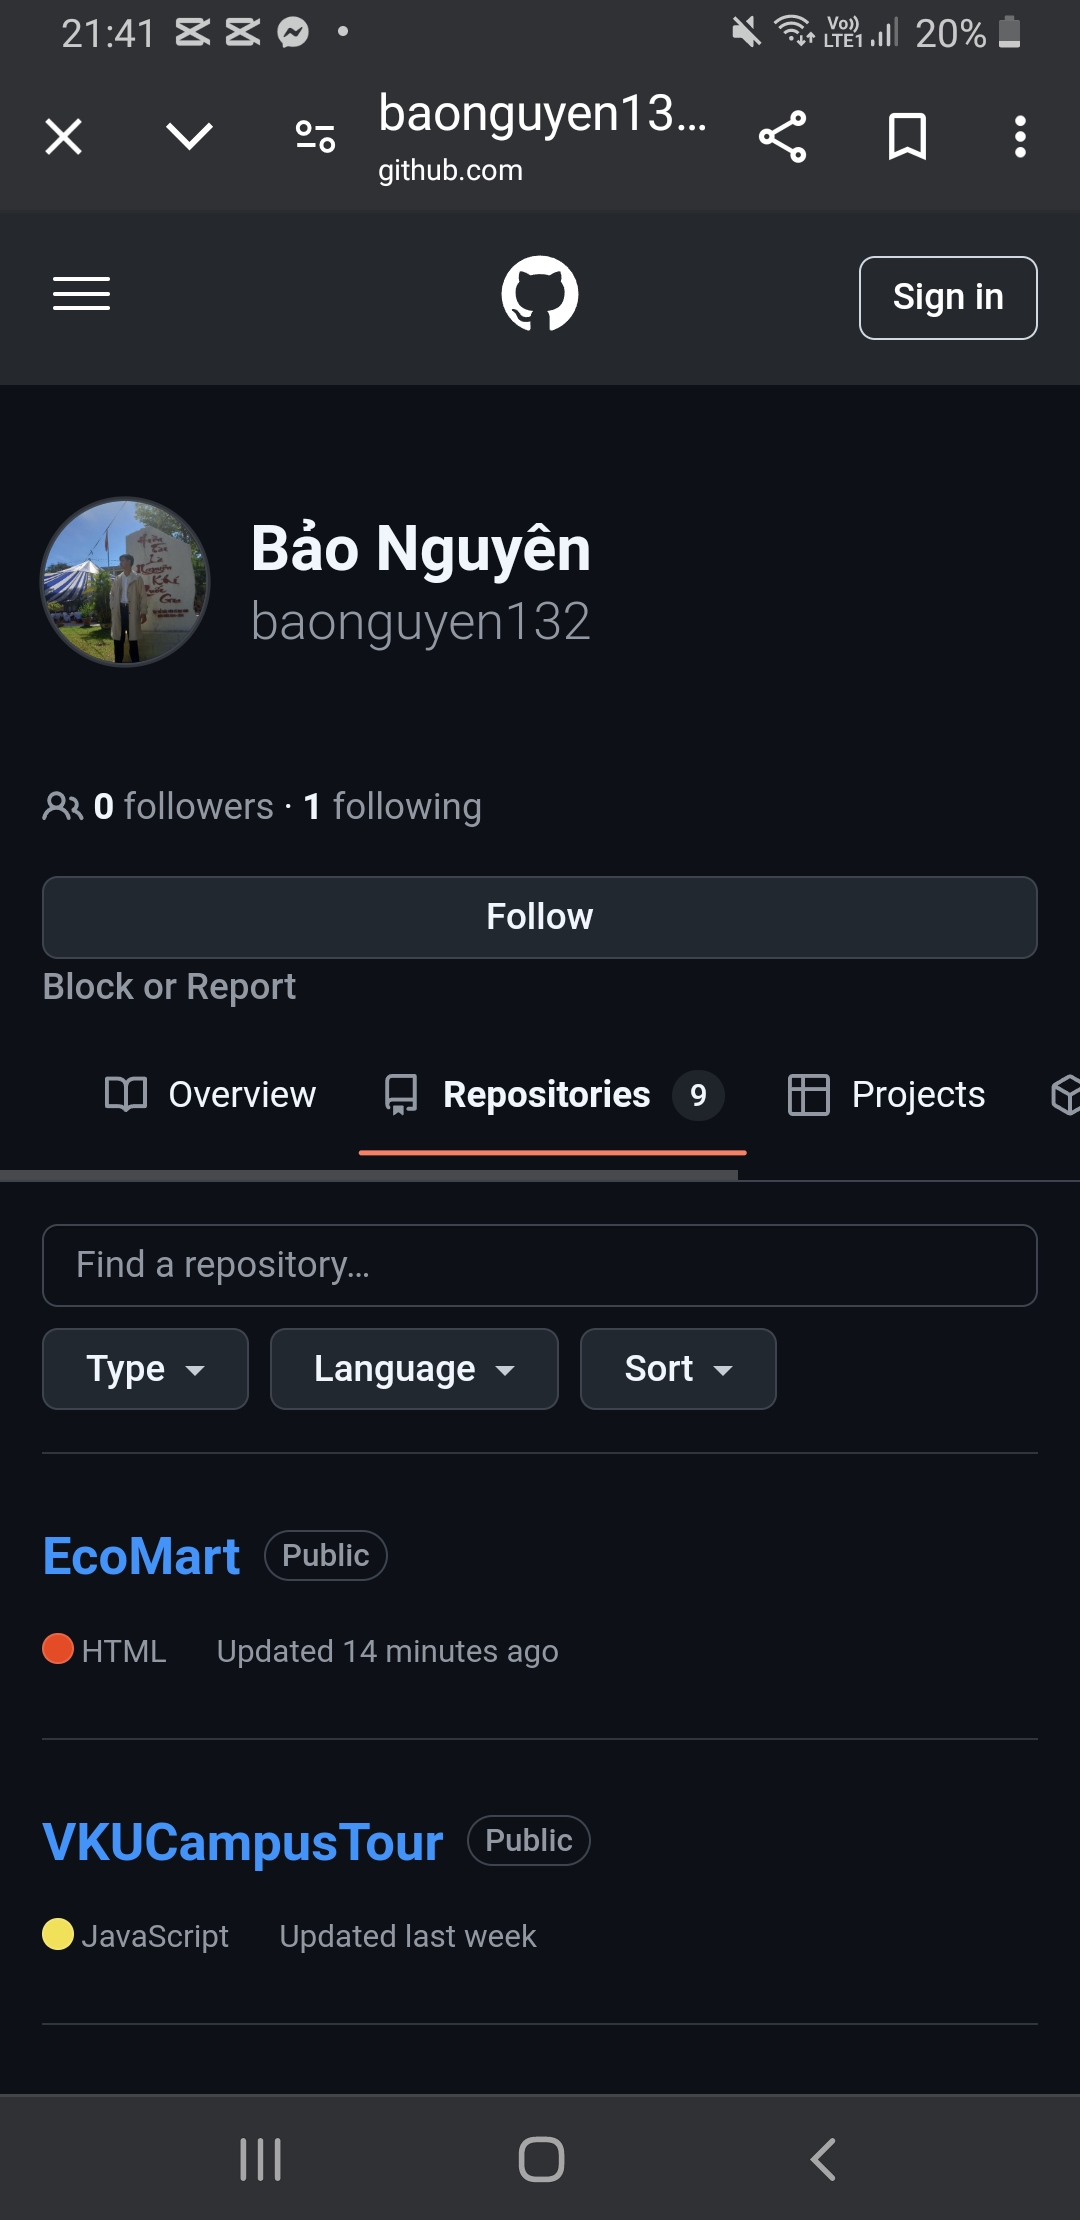 21:41
Vo))
LTE1
20%
baonguyen13...
github.com
Sign in
Bảo Nguyên
baonguyen132
0 followers · 1 following
Follow
Block or Report
Overview
Repositories 9
Projects
Find a repository...
Type
Language
Sort
EcoMart Public
HTML Updated 14 minutes ago
VKUCampusTour Public
JavaScript Updated last week